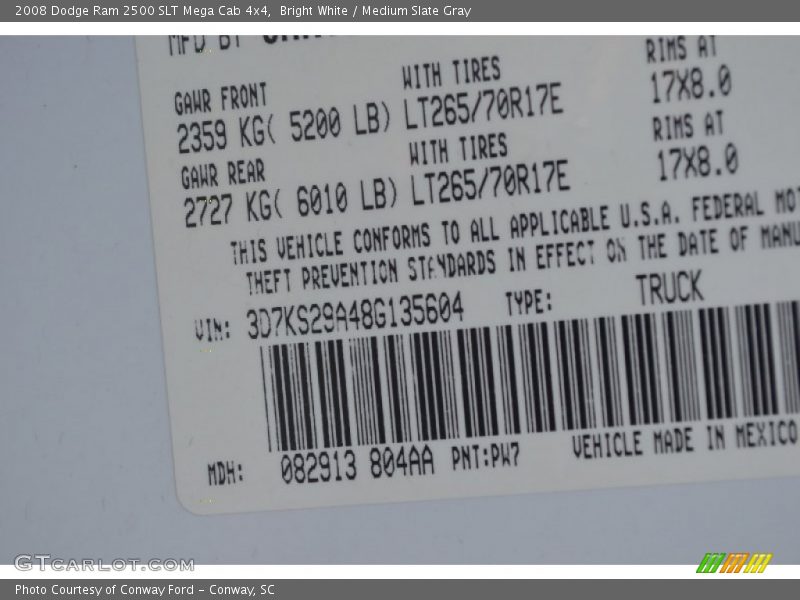 2008 Dodge Ram 2500 SLT Mega Cab 4x4, Bright White / Medium Slate Gray
MFD BY
GAWR FRONT WITH TIRES RIMS AT
2359 KG( 5200 LB) LT265/70R17E 17X8.0
GAWR REAR WITH TIRES RIMS AT
2727 KG( 6010 LB) LT265/70R17E 17X8.0
THIS VEHICLE CONFORMS TO ALL APPLICABLE U.S.A. FEDERAL MOT
THEFT PREVENTION STANDARDS IN EFFECT ON THE DATE OF MANU
VIN: 3D7KS29A48G135604 TYPE: TRUCK
MDH: 082913 804AA PNT:PW7 VEHICLE MADE IN MEXICO
GTCARLOT.COM
Photo Courtesy of Conway Ford – Conway, SC